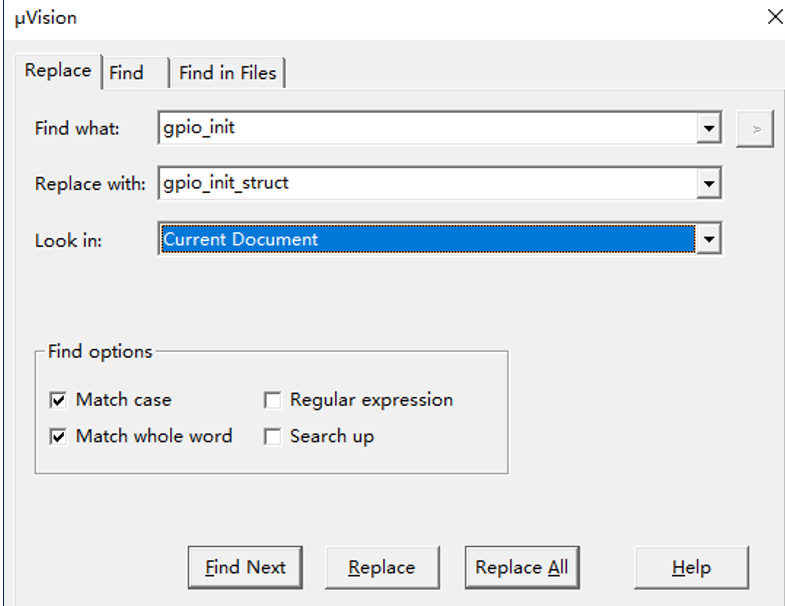 µVision
Replace Find Find in Files
Find what: gpio_init >
Replace with: gpio_init_struct
Look in: Current Document
Find options
Match case Regular expression
Match whole word Search up
Find Next Replace Replace All Help